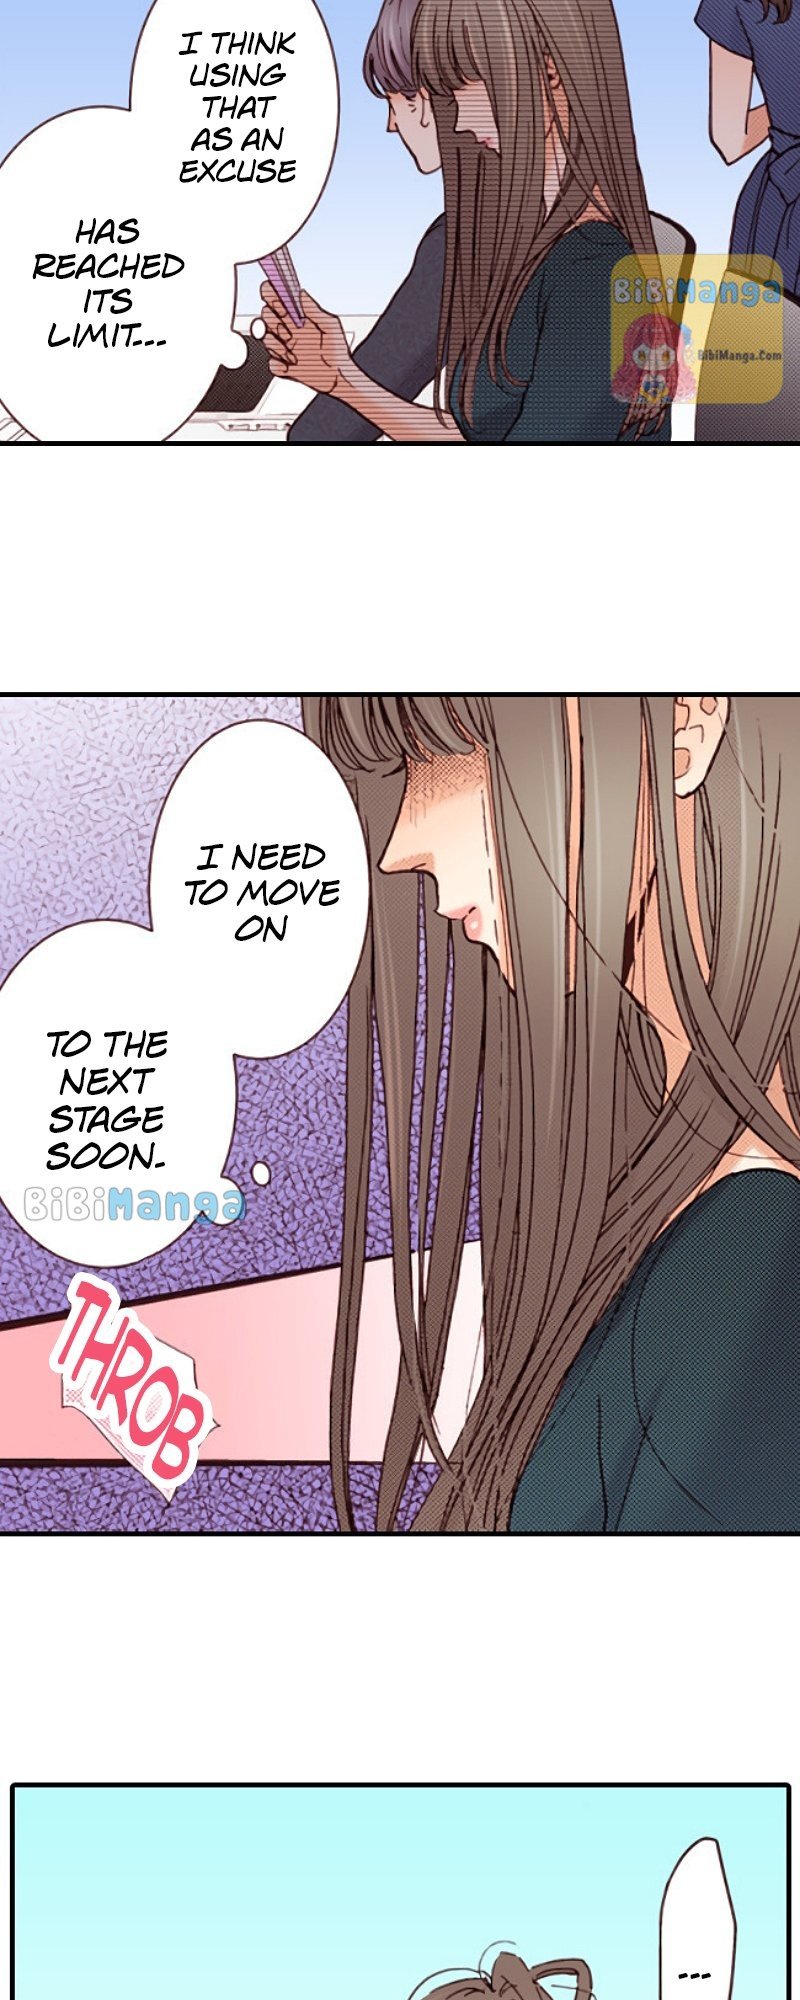 I THINK
USING
THAT
AS AN
EXCUSE
HAS
REACHED
ITS
LIMIT...
BiBiManga
BibiManga.Com
I NEED
TO MOVE
ON
TO THE
NEXT
STAGE
SOON.
BiBiManga
THROB
...